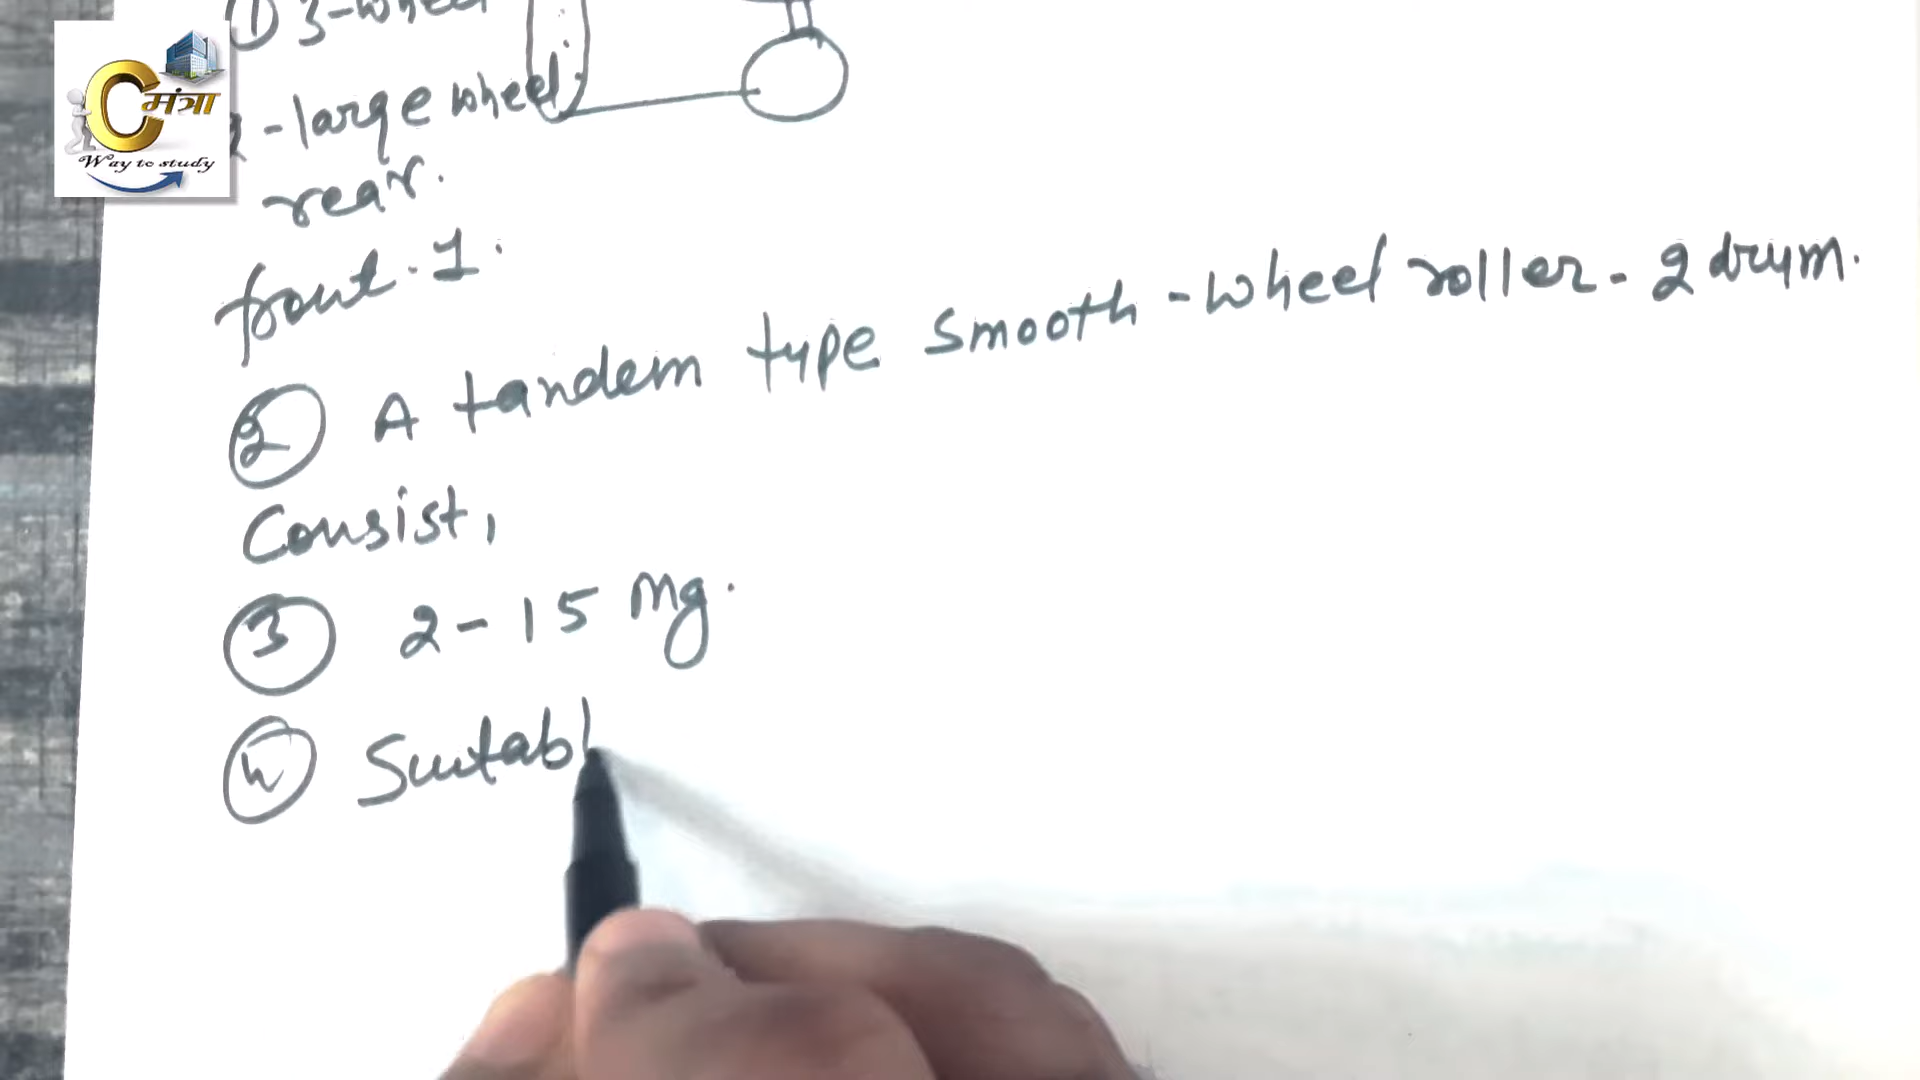 ① 3-wheel
C मंत्रा
Way to study
2-large wheel
rear.
front. 1.
② A tandem type smooth-wheel roller. 2 drum.
Consist,
③ 2-15 Mg.
④ Suitabl